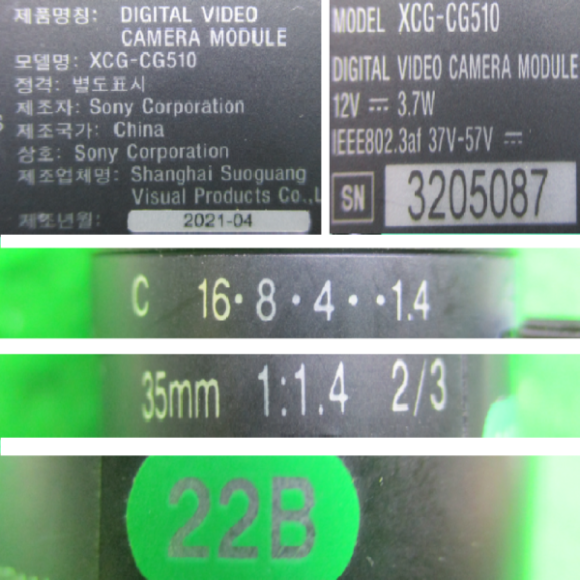 제품명칭: DIGITAL VIDEO
CAMERA MODULE
모델명: XCG-CG510
정격: 별도표시
제조자: Sony Corporation
제조국가: China
상호: Sony Corporation
제조업체명: Shanghai Suoguang
Visual Products Co.,L
제조년월: 2021-04
MODEL XCG-CG510
DIGITAL VIDEO CAMERA MODULE
12V ⎓ 3.7W
IEEE802.3af 37V-57V ⎓
SN 3205087
C 16·8·4··1.4
35mm 1:1.4 2/3
22B